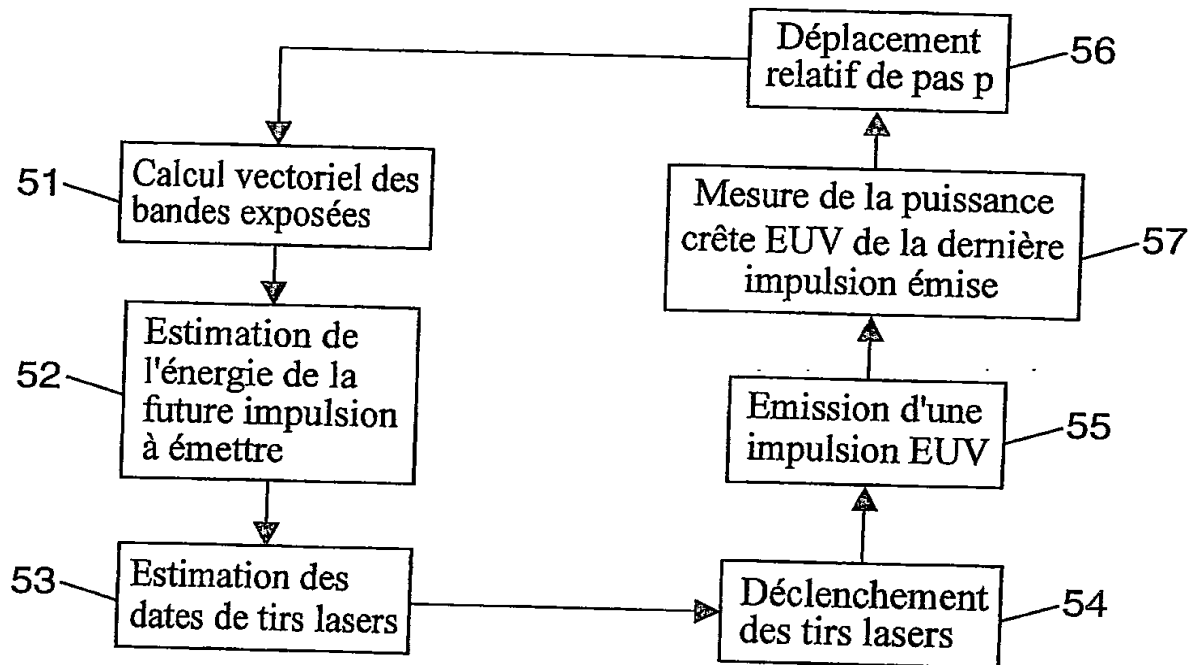 Déplacement
relatif de pas p
56
51
Calcul vectoriel des
bandes exposées
Mesure de la puissance
crête EUV de la dernière
impulsion émise
57
52
Estimation de
l'énergie de la
future impulsion
à émettre
Emission d'une
impulsion EUV
55
53
Estimation des
dates de tirs lasers
Déclenchement
des tirs lasers
54